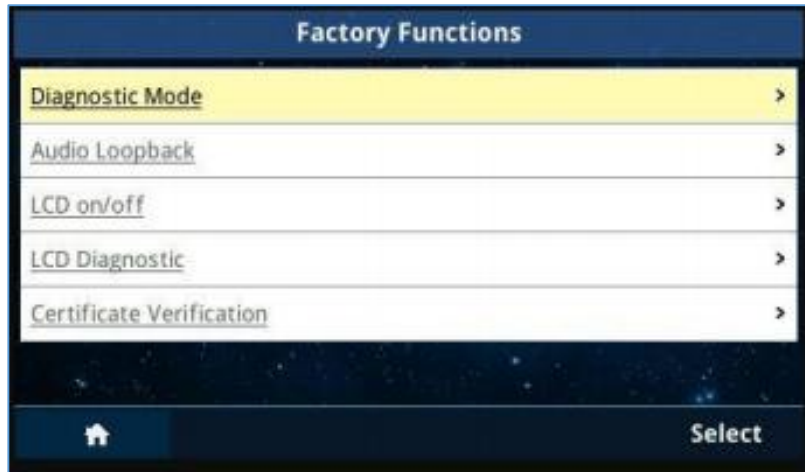 Factory Functions
Diagnostic Mode
Audio Loopback
LCD on/off
LCD Diagnostic
Certificate Verification
Select